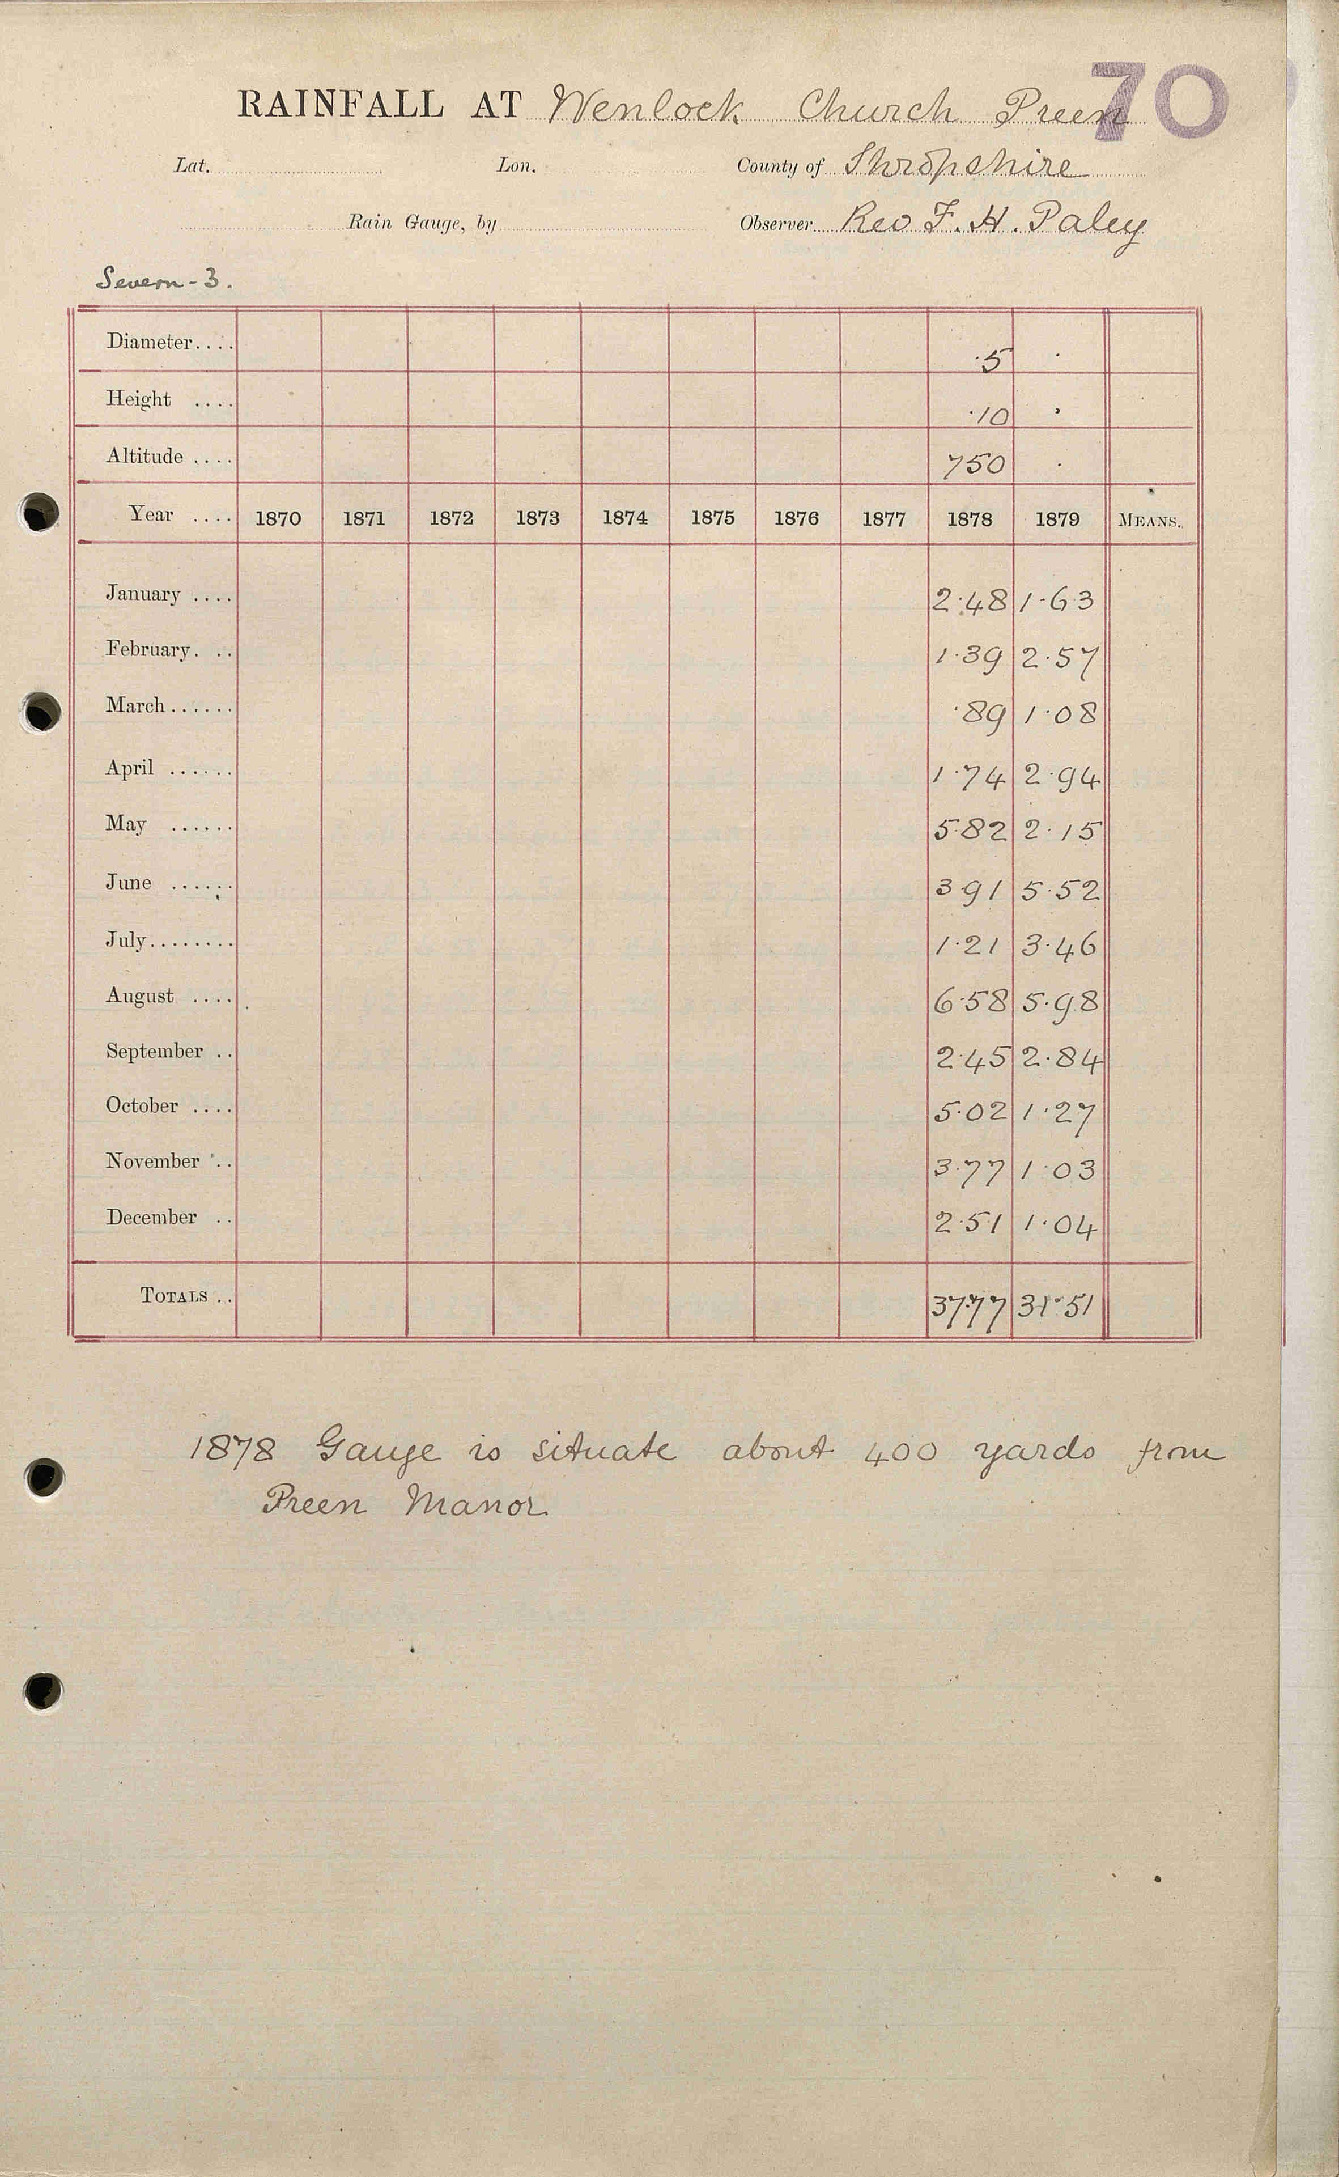 70
RAINFALL AT Wenlock Church Preen
Lat. Lon. County of Shropshire
Rain Gauge, by Observer Rev F. H. Paley
Severn - 3.
Diameter.... ·5 ·
Height .... ·10 ·
Altitude .... 750 ·
Year .... 1870 1871 1872 1873 1874 1875 1876 1877 1878 1879 MEANS.
January .... 2·48 1·63
February. .. 1·39 2·57
March...... ·89 1·08
April ...... 1·74 2·94
May ...... 5·82 2·15
June ...... 3 91 5·52
July........ 1·21 3·46
August .... 6·58 5·98
September .. 2·45 2·84
October .... 5·02 1·27
November .. 3·77 1·03
December .. 2·51 1·04
TOTALS .. 37·77 31·51
1878 Gauge is situate about 400 yards from
Preen Manor